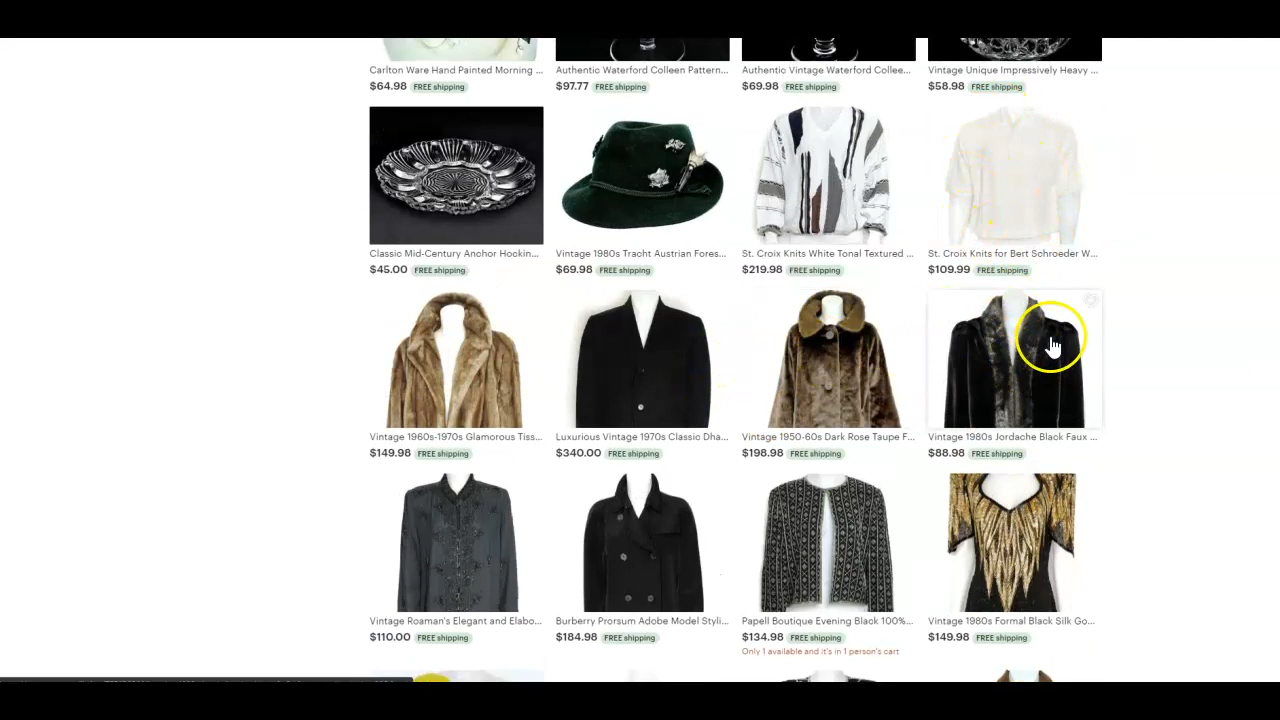 Carlton Ware Hand Painted Morning ...
$64.98 FREE shipping
Authentic Waterford Colleen Pattern...
$97.77 FREE shipping
Authentic Vintage Waterford Collee...
$69.98 FREE shipping
Vintage Unique Impressively Heavy ...
$58.98 FREE shipping
Classic Mid-Century Anchor Hockin...
$45.00 FREE shipping
Vintage 1980s Tracht Austrian Fores...
$69.98 FREE shipping
St. Croix Knits White Tonal Textured ...
$219.98 FREE shipping
St. Croix Knits for Bert Schroeder W...
$109.99 FREE shipping
Vintage 1960s-1970s Glamorous Tiss...
$149.98 FREE shipping
Luxurious Vintage 1970s Classic Dha...
$340.00 FREE shipping
Vintage 1950-60s Dark Rose Taupe F...
$198.98 FREE shipping
Vintage 1980s Jordache Black Faux ...
$88.98 FREE shipping
Vintage Roaman's Elegant and Elabo...
$110.00 FREE shipping
Burberry Prorsum Adobe Model Styli...
$184.98 FREE shipping
Papell Boutique Evening Black 100%...
$134.98 FREE shipping
Only 1 available and it's in 1 person's cart
Vintage 1980s Formal Black Silk Go...
$149.98 FREE shipping